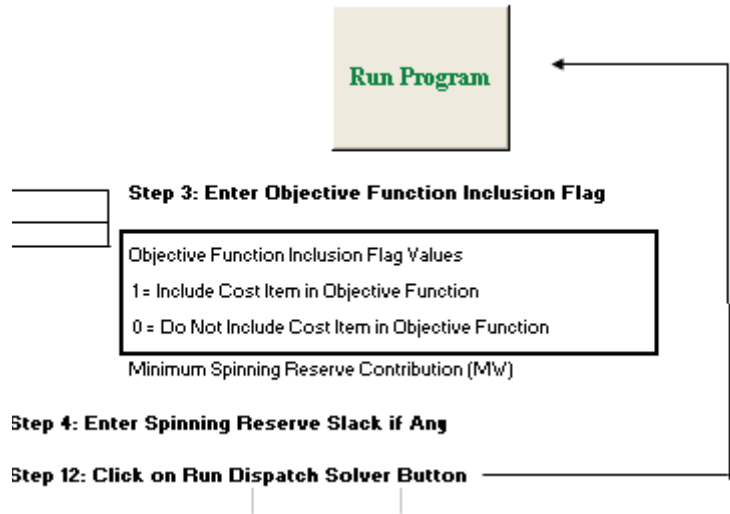 Run Program
Step 3: Enter Objective Function Inclusion Flag
Objective Function Inclusion Flag Values
1= Include Cost Item in Objective Function
0 = Do Not Include Cost Item in Objective Function
Minimum Spinning Reserve Contribution (MW)
Step 4: Enter Spinning Reserve Slack if Any
Step 12: Click on Run Dispatch Solver Button